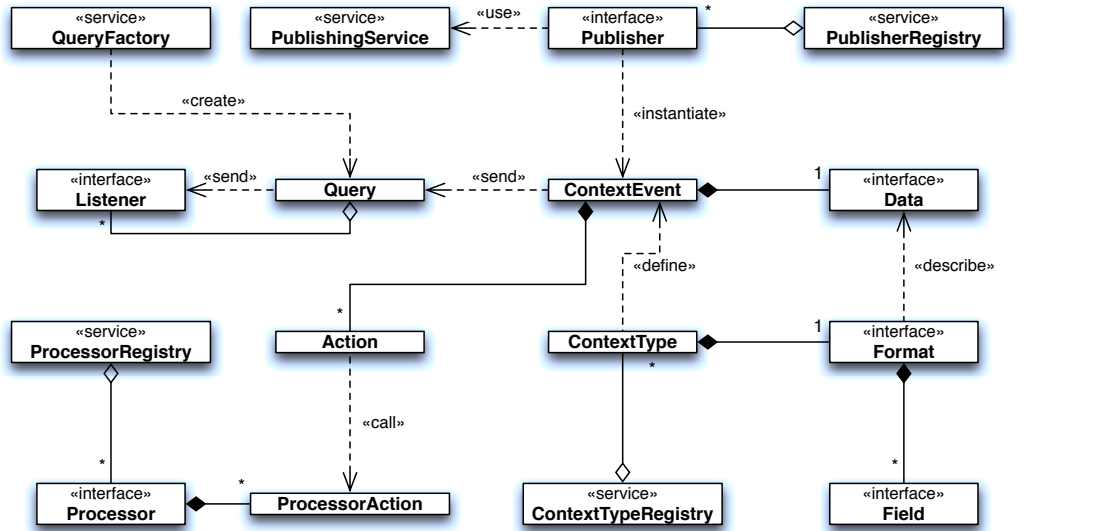 «service»
QueryFactory
«service»
PublishingService
«use»
«interface»
Publisher
*
«service»
PublisherRegistry
«create»
«instantiate»
«interface»
Listener
*
«send»
Query
«send»
ContextEvent
1
«interface»
Data
«define»
«describe»
«service»
ProcessorRegistry
*
Action
ContextType
*
1
«interface»
Format
«call»
*
«interface»
Processor
*
ProcessorAction
«service»
ContextTypeRegistry
*
«interface»
Field